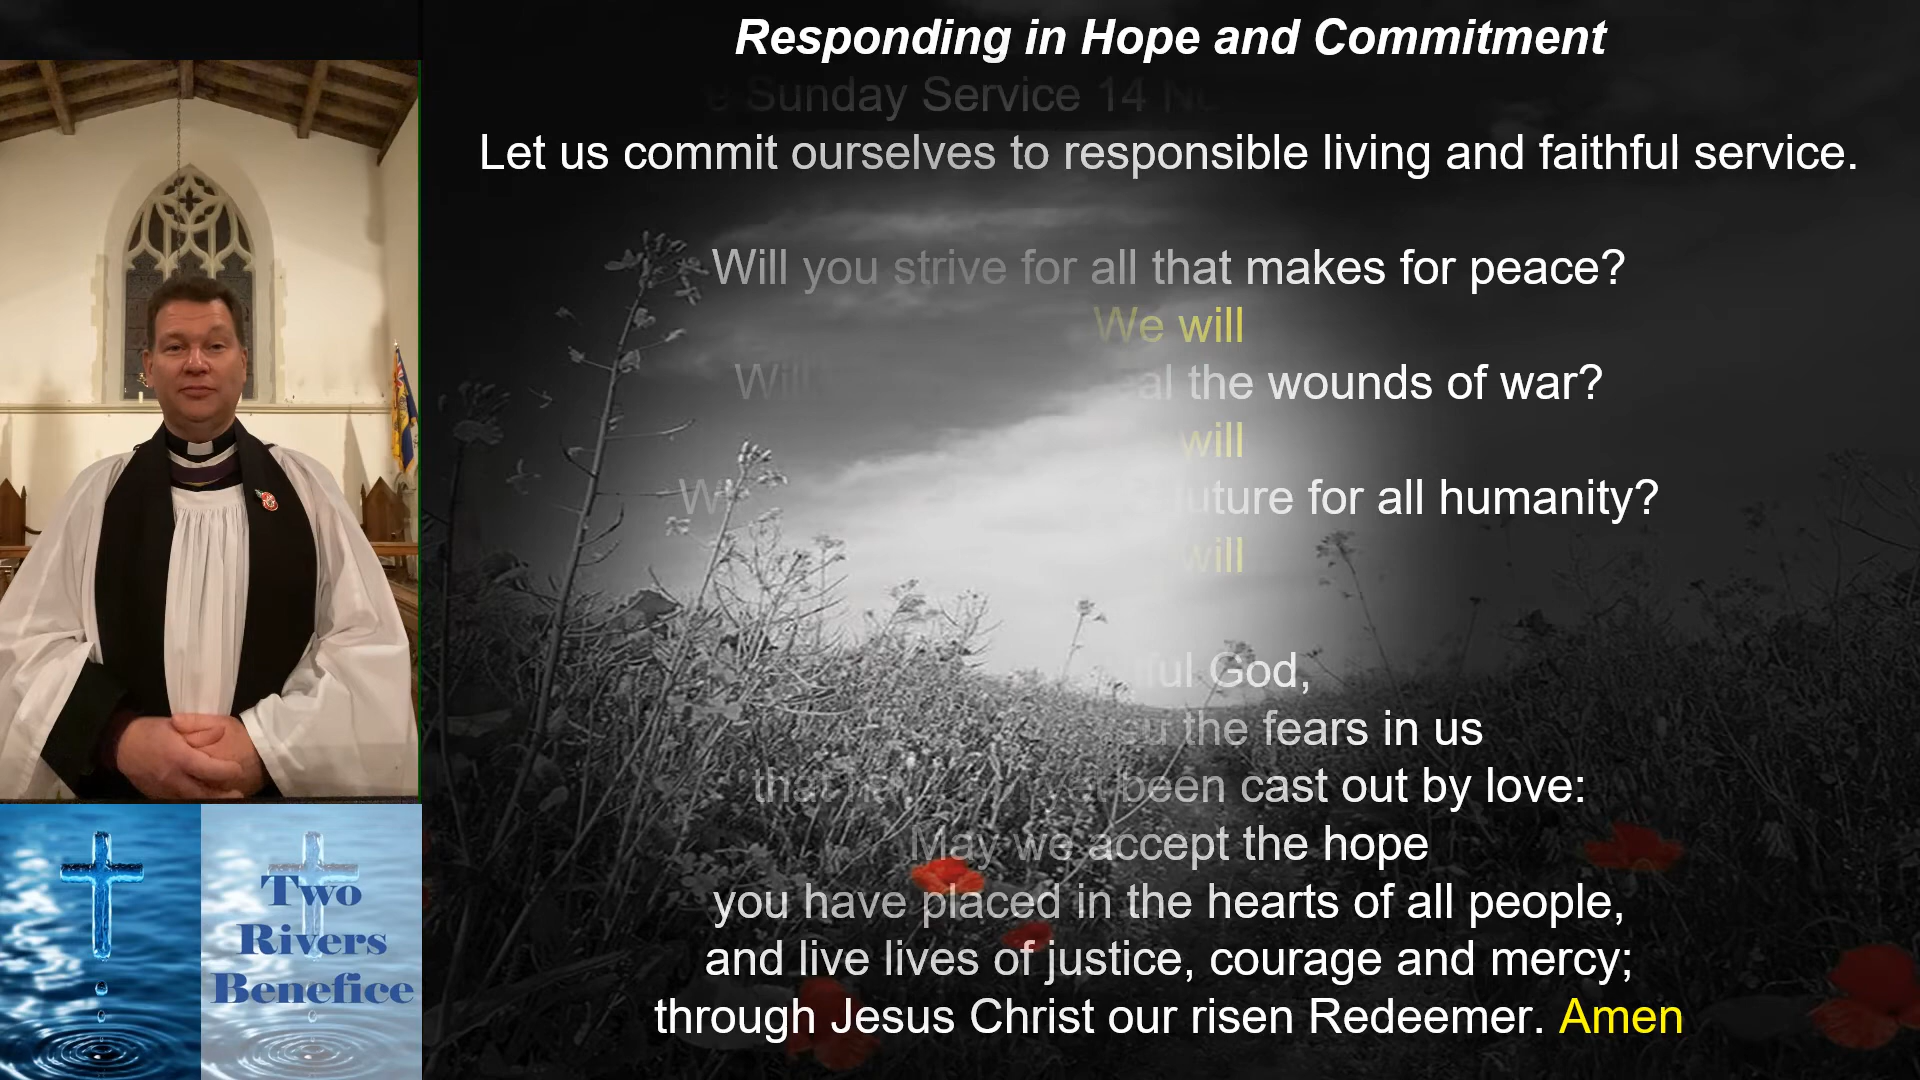 Responding in Hope and Commitment
Sunday Service 14
Let us commit ourselves to responsible living and faithful service.
Will you strive for all that makes for peace?
We will
Will the wounds of war?
will
for all humanity?
will
God,
the fears in us
that been cast out by love:
May we accept the hope
you have placed in the hearts of all people,
and live lives of justice, courage and mercy;
through Jesus Christ our risen Redeemer. Amen
Two
Rivers
Benefice